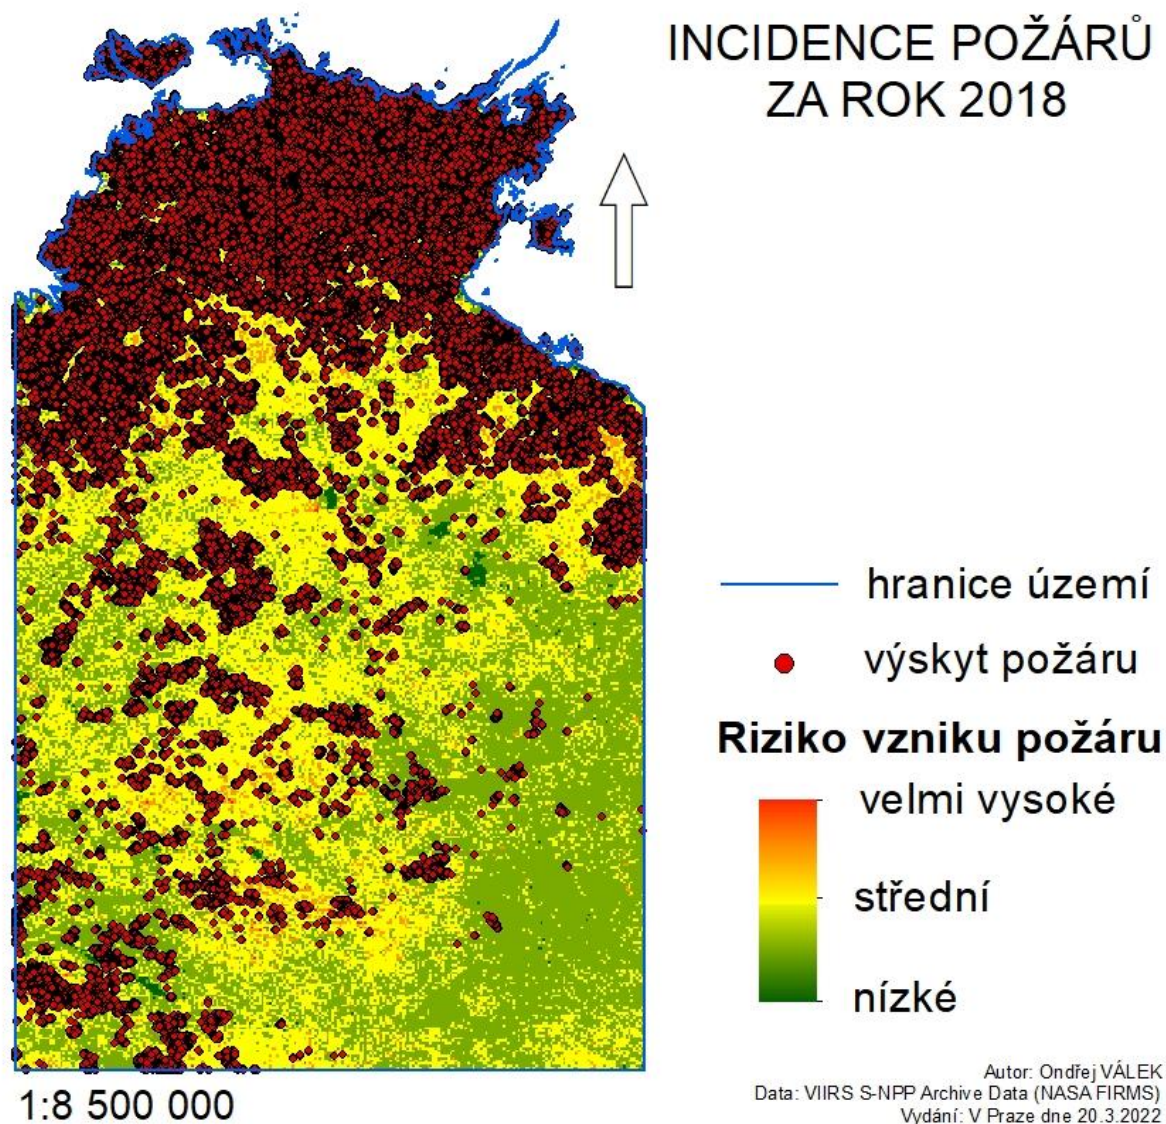 INCIDENCE POŽÁRŮ
ZA ROK 2018
hranice území
výskyt požáru
Riziko vzniku požáru
velmi vysoké
střední
nízké
1:8 500 000
Autor: Ondřej VÁLEK
Data: VIIRS S-NPP Archive Data (NASA FIRMS)
Vydání: V Praze dne 20.3.2022